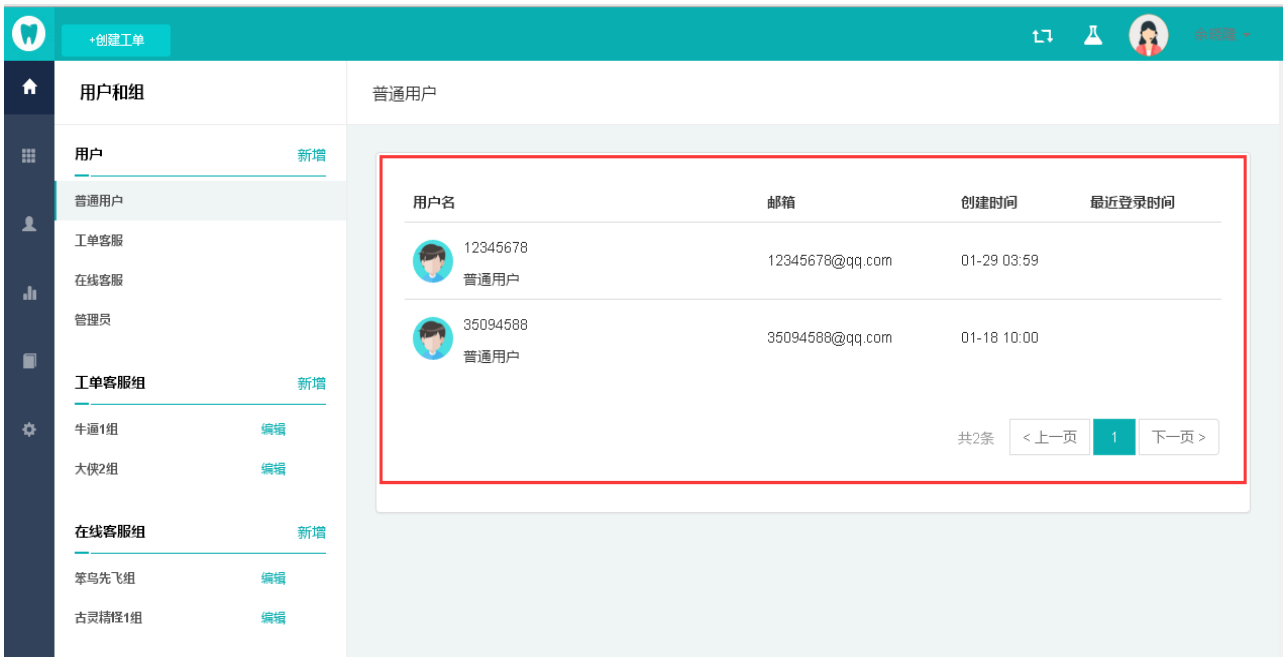 +创建工单
用户和组
用户 新增
普通用户
工单客服
在线客服
管理员
工单客服组 新增
牛逼1组 编辑
大侠2组 编辑
在线客服组 新增
笨鸟先飞组 编辑
古灵精怪1组 编辑
普通用户
用户名 邮箱 创建时间 最近登录时间
12345678
普通用户
12345678@qq.com 01-29 03:59
35094588
普通用户
35094588@qq.com 01-18 10:00
共2条 < 上一页 1 下一页 >